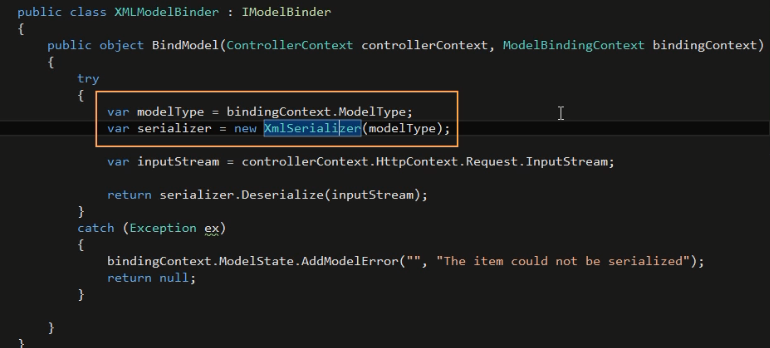 public class XMLModelBinder : IModelBinder
{
public object BindModel(ControllerContext controllerContext, ModelBindingContext bindingContext)
{
try
{
var modelType = bindingContext.ModelType;
var serializer = new XmlSerializer(modelType);
var inputStream = controllerContext.HttpContext.Request.InputStream;
return serializer.Deserialize(inputStream);
}
catch (Exception ex)
{
bindingContext.ModelState.AddModelError("", "The item could not be serialized");
return null;
}
}
}